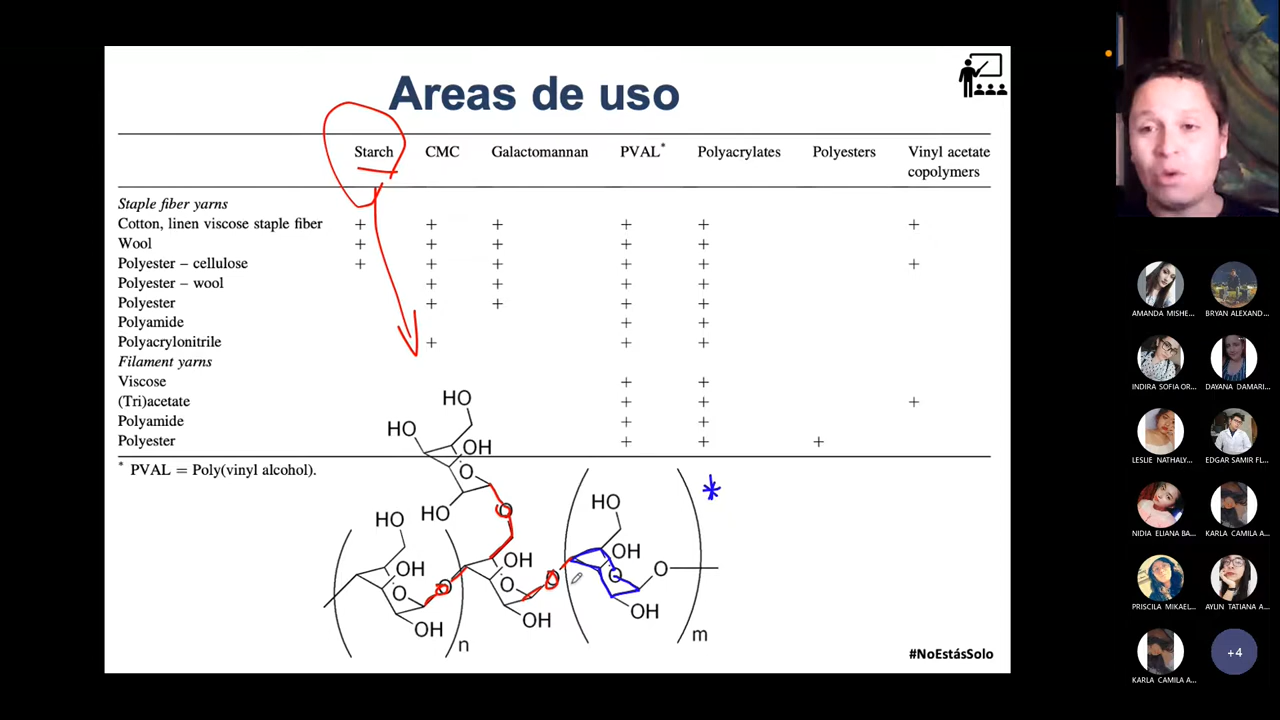 Areas de uso
Starch CMC Galactomannan PVAL* Polyacrylates Polyesters Vinyl acetate copolymers
Staple fiber yarns
Cotton, linen viscose staple fiber + + + + + +
Wool + + + + +
Polyester – cellulose + + + + + +
Polyester – wool + + + +
Polyester + + + +
Polyamide + +
Polyacrylonitrile + + +
Filament yarns
Viscose + +
(Tri)acetate + + +
Polyamide + +
Polyester + + +
* PVAL = Poly(vinyl alcohol).
HO
HO
OH
O
HO
O
HO
OH
O
OH
O
n
OH
O
OH
O
*
HO
OH
O
O
OH
m
#NoEstásSolo
AMANDA MISHE...
BRYAN ALEXAND...
INDIRA SOFIA OR...
DAYANA DAMARI...
LESLIE NATHALY...
EDGAR SAMIR FL...
NIDIA ELIANA BA...
KARLA CAMILA A...
PRISCILA MIKAEL...
AYLIN TATIANA A...
KARLA CAMILA A...
+4